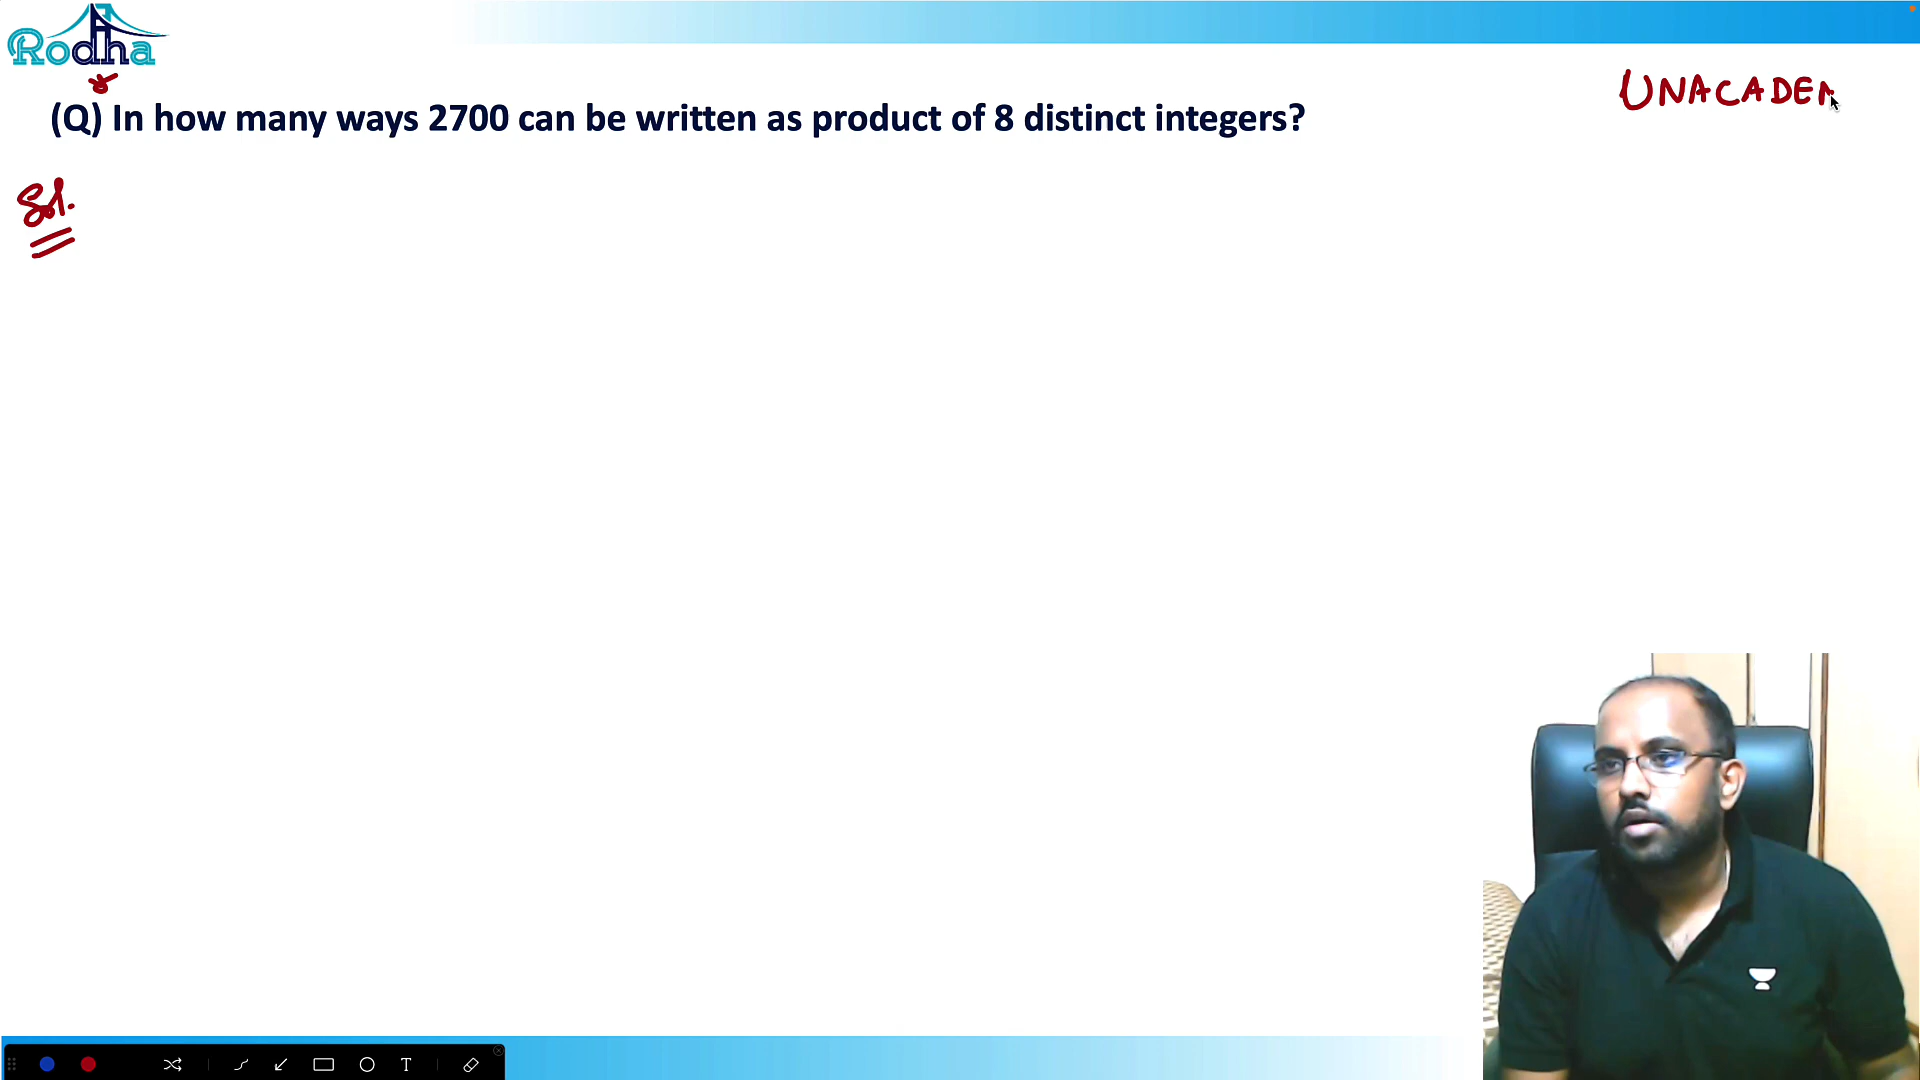 Rodha
UNACADEM
(Q) In how many ways 2700 can be written as product of 8 distinct integers?
Sol.
T